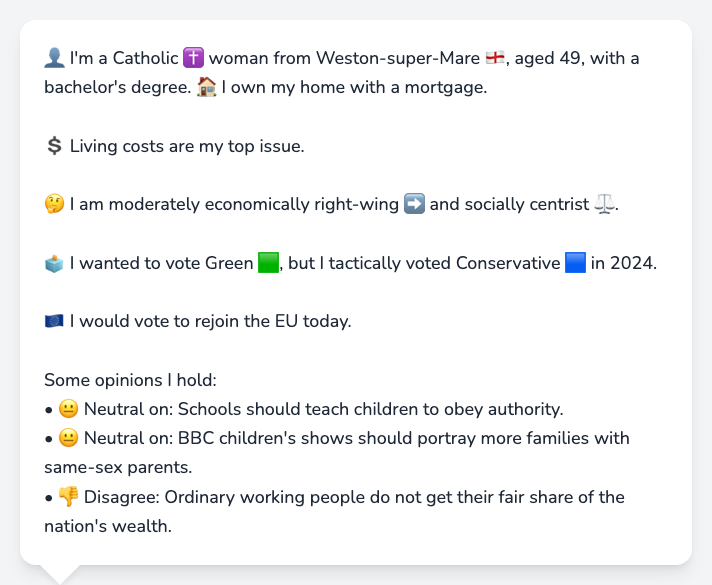 👤 I'm a Catholic ✝️ woman from Weston-super-Mare 🏴󠁧󠁢󠁥󠁮󠁧󠁿, aged 49, with a
bachelor's degree. 🏠 I own my home with a mortgage.
💲 Living costs are my top issue.
🤔 I am moderately economically right-wing ➡️ and socially centrist ⚖️.
🗳️ I wanted to vote Green 🟩, but I tactically voted Conservative 🟦 in 2024.
🇪🇺 I would vote to rejoin the EU today.
Some opinions I hold:
• 😐 Neutral on: Schools should teach children to obey authority.
• 😐 Neutral on: BBC children's shows should portray more families with
same-sex parents.
• 👎 Disagree: Ordinary working people do not get their fair share of the
nation's wealth.